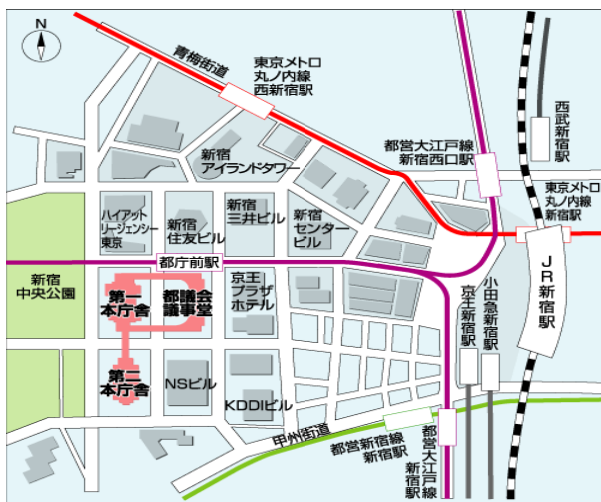 N
青梅街道
東京メトロ
丸ノ内線
西新宿駅
都営大江戸線
新宿西口駅
西武新宿駅
新宿
アイランドタワー
東京メトロ
丸ノ内線
新宿駅
ハイアット
リージェンシー
東京
新宿
住友ビル
新宿
三井ビル
新宿
センター
ビル
JR新宿駅
都庁前駅
新宿
中央公園
第一
本庁舎
都議会
議事堂
京王
プラザ
ホテル
小田急新宿駅
京王新宿駅
第二
本庁舎
NSビル
KDDIビル
甲州街道
都営新宿線
新宿駅
都営大江戸線
新宿駅